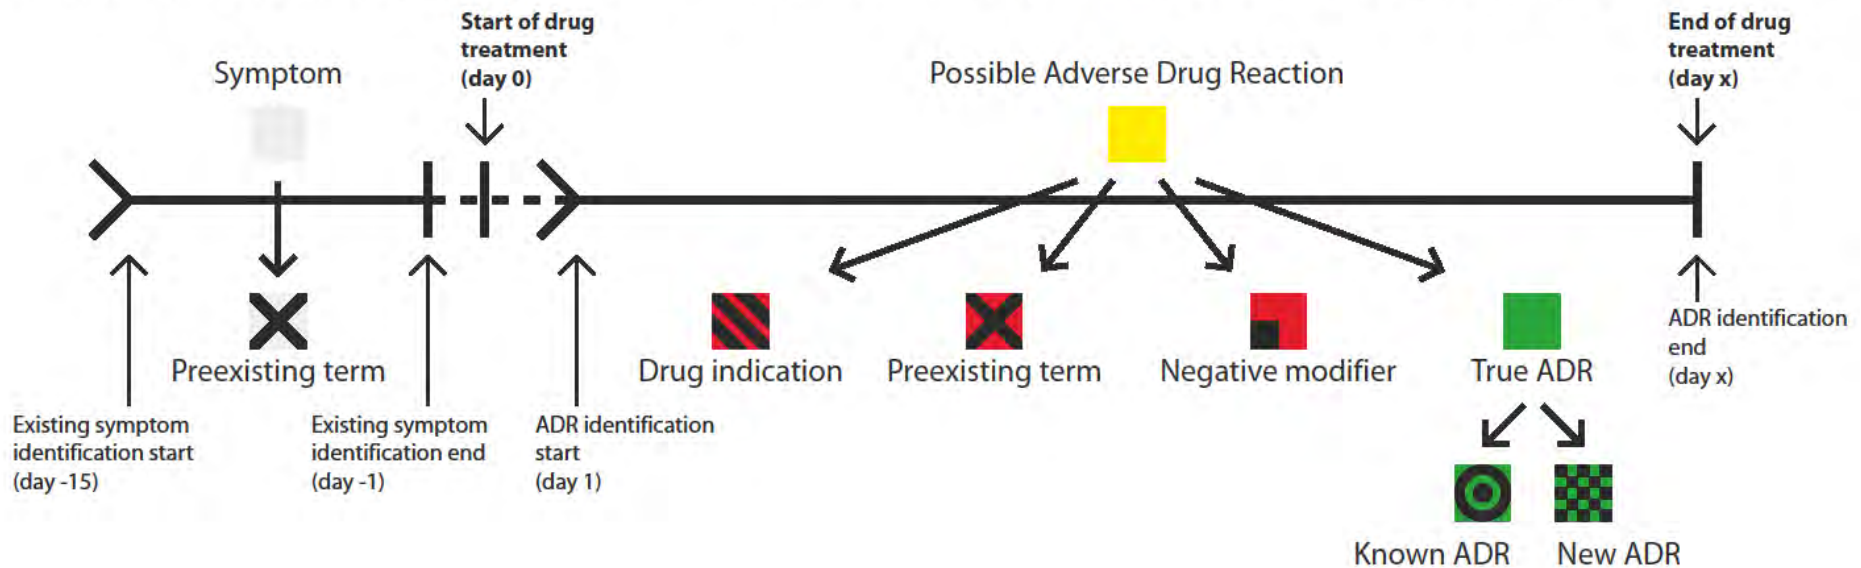 Start of drug
treatment
(day 0)
End of drug
treatment
(day x)
Symptom
Possible Adverse Drug Reaction
Preexisting term
Drug indication
Preexisting term
Negative modifier
True ADR
ADR identification
end
(day x)
Existing symptom
identification start
(day -15)
Existing symptom
identification end
(day -1)
ADR identification
start
(day 1)
Known ADR
New ADR